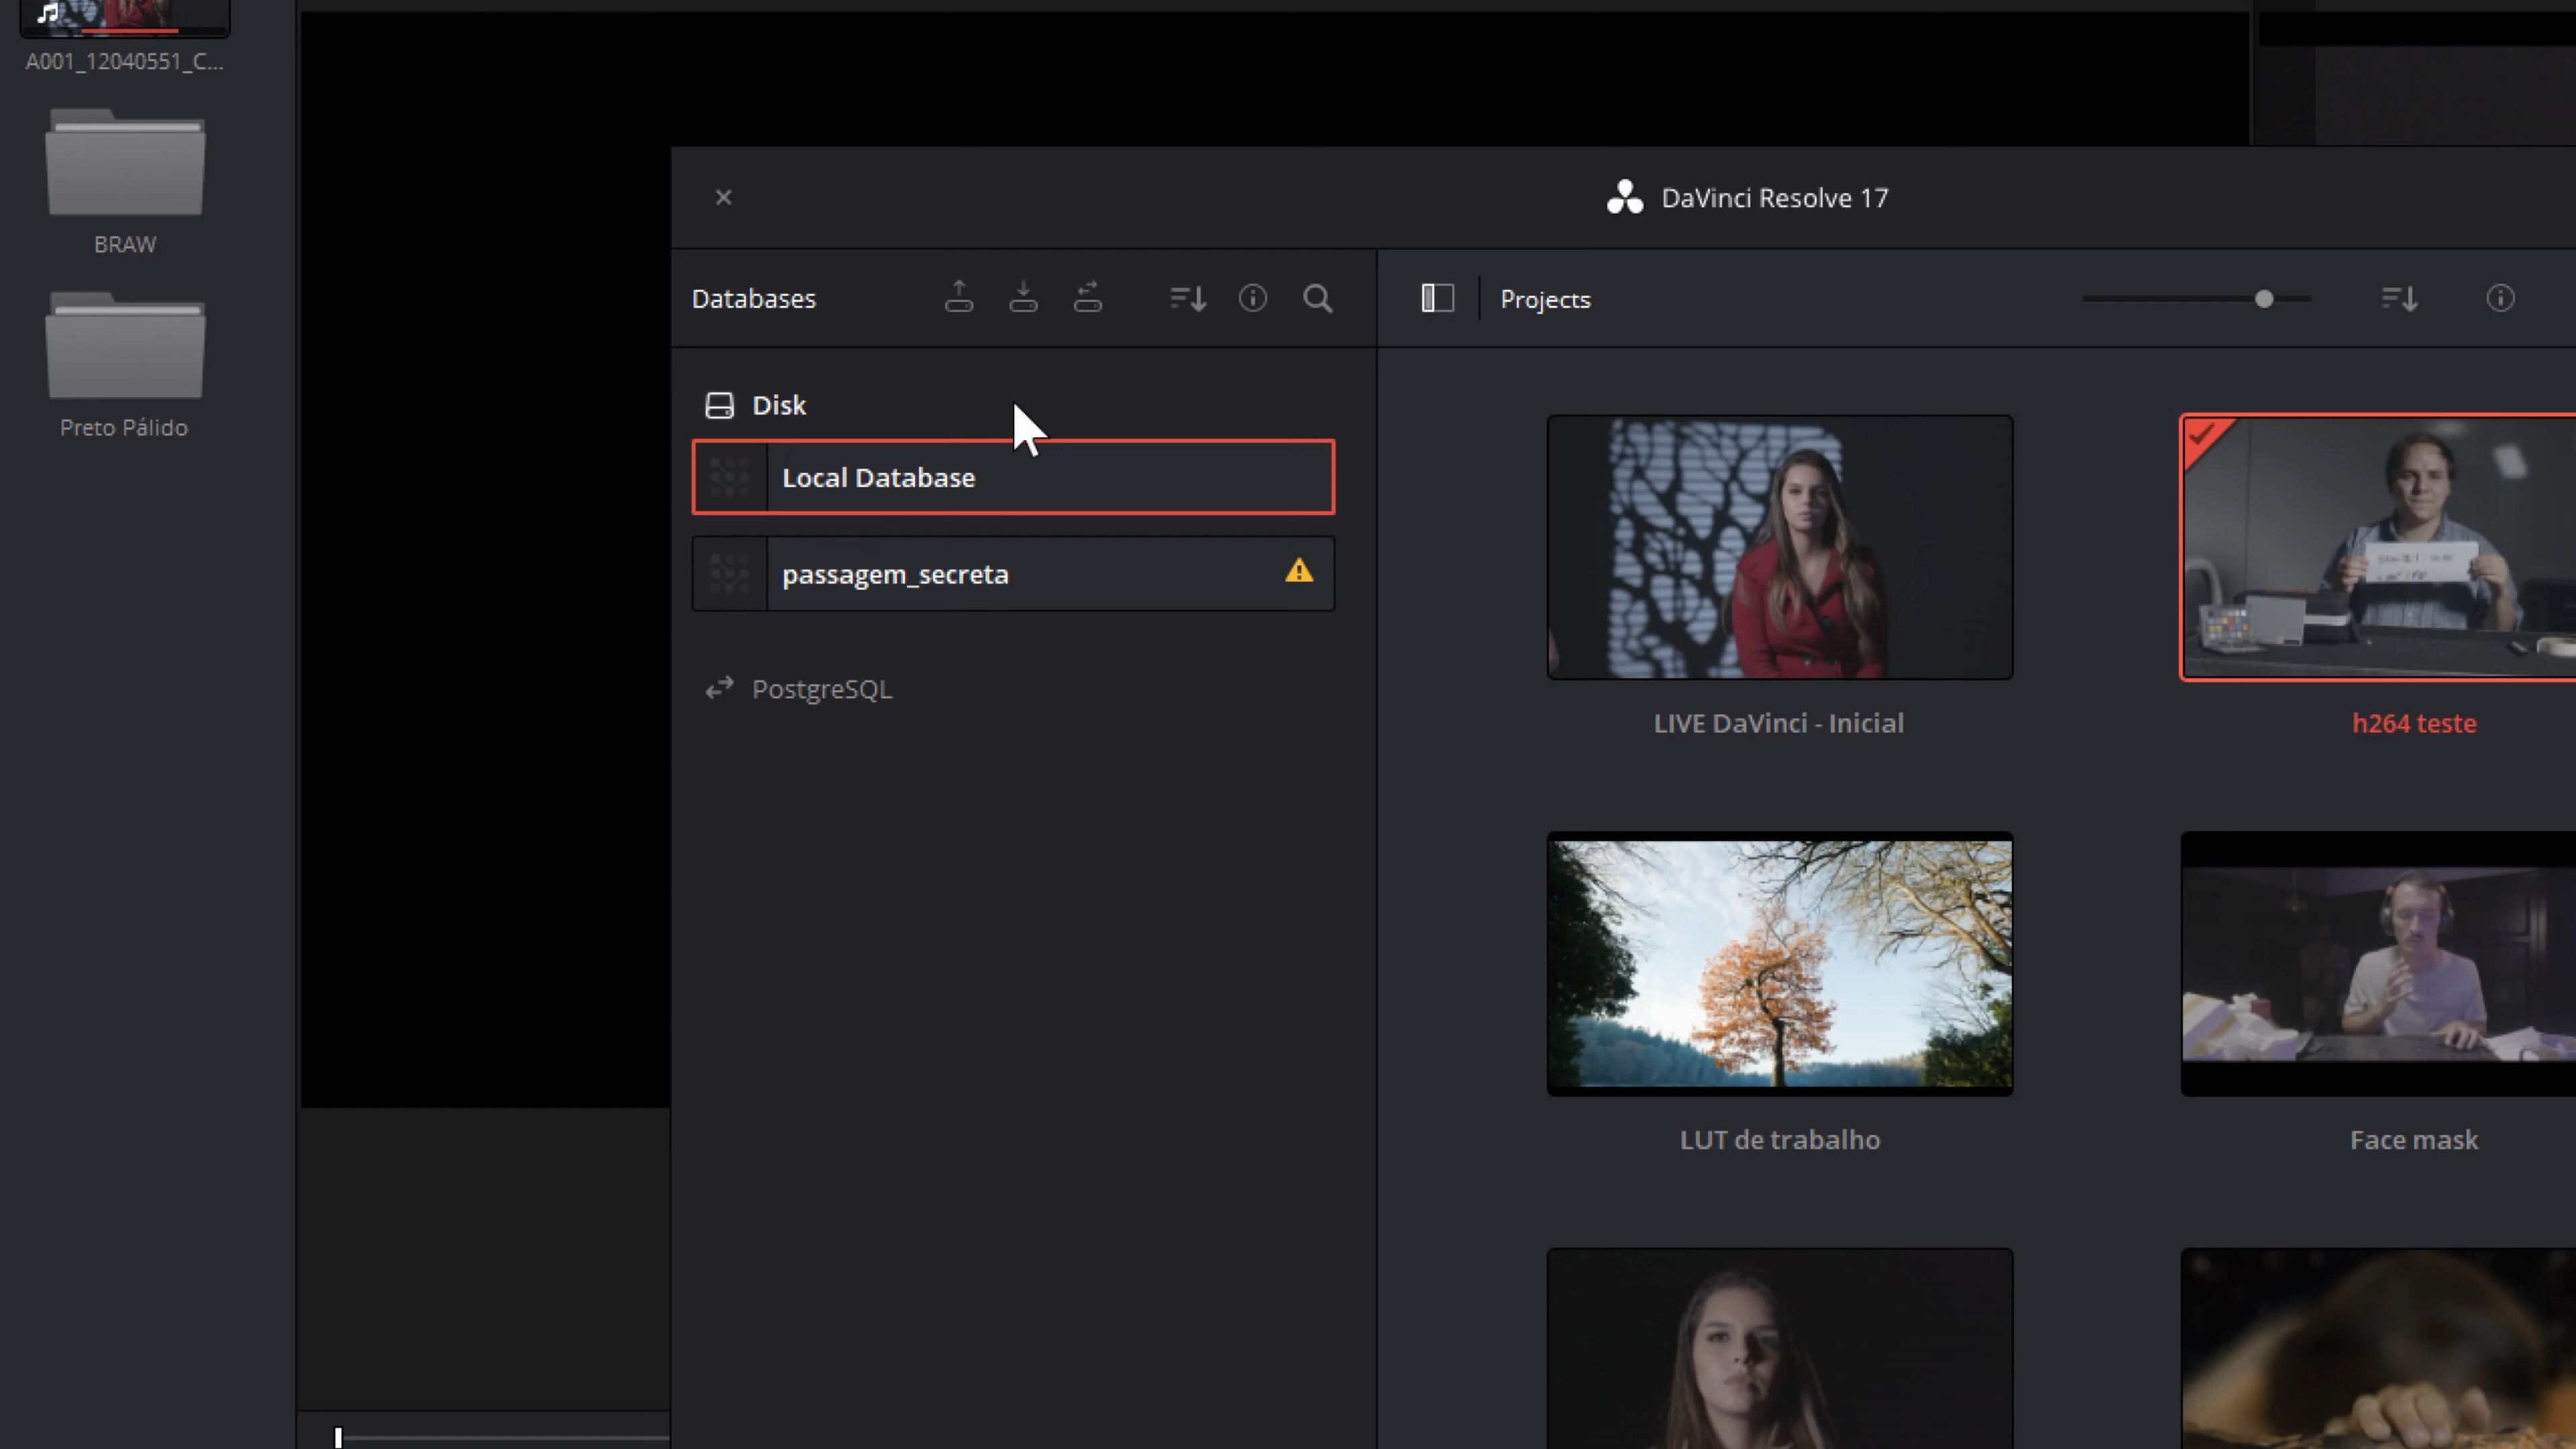 A001_12040551_C...
BRAW
Preto Pálido
DaVinci Resolve 17
Databases
Projects
Disk
Local Database
passagem_secreta
PostgreSQL
LIVE DaVinci - Inicial
h264 teste
LUT de trabalho
Face mask